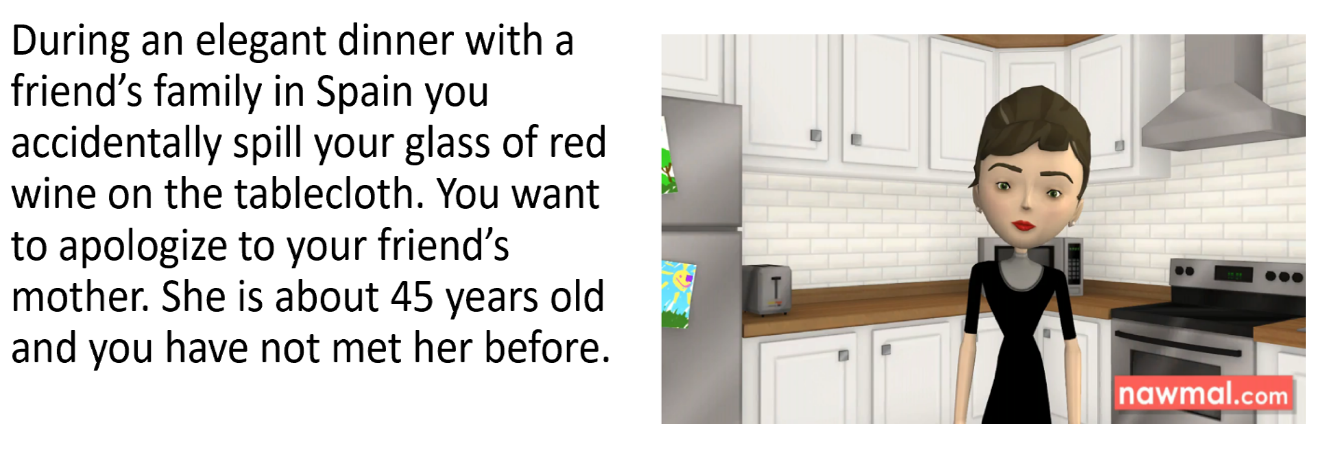 During an elegant dinner with a
friend’s family in Spain you
accidentally spill your glass of red
wine on the tablecloth. You want
to apologize to your friend’s
mother. She is about 45 years old
and you have not met her before.
nawmal.com